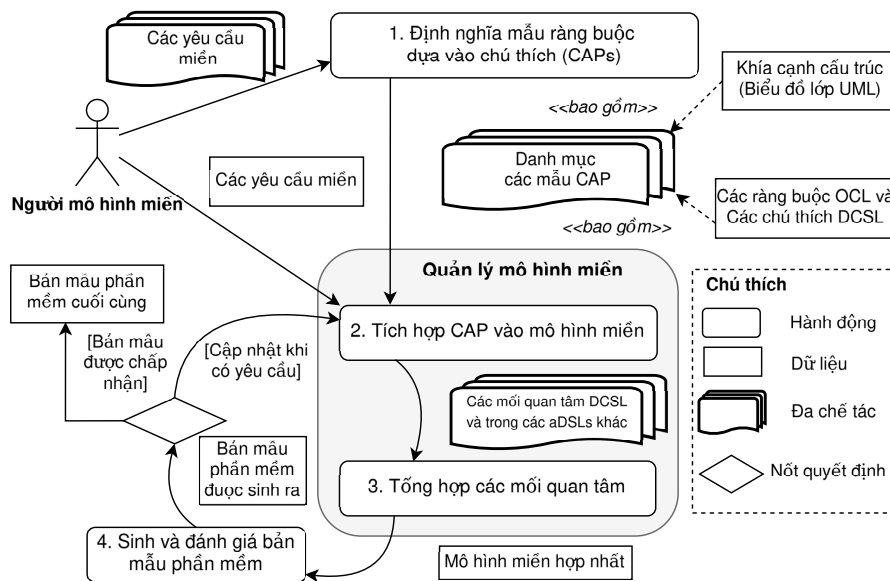 Các yêu cầu
miền
1. Định nghĩa mẫu ràng buộc
dựa vào chú thích (CAPs)
Khía cạnh cấu trúc
(Biểu đồ lớp UML)
<<bao gồm>>
Danh mục
các mẫu CAP
Các yêu cầu miền
Người mô hình miền
Các ràng buộc OCL và
Các chú thích DCSL
<<bao gồm>>
Quản lý mô hình miền
Bản mẫu phần
mềm cuối cùng
Chú thích
2. Tích hợp CAP vào mô hình miền
Hành động
[Bản mẫu
được chấp
nhận]
[Cập nhật khi
có yêu cầu]
Dữ liệu
Các mối quan tâm DCSL
và trong các aDSLs khác
Đa chế tác
Bản mẫu
phần mềm
được sinh ra
Nốt quyết định
3. Tổng hợp các mối quan tâm
4. Sinh và đánh giá bản
mẫu phần mềm
Mô hình miền hợp nhất